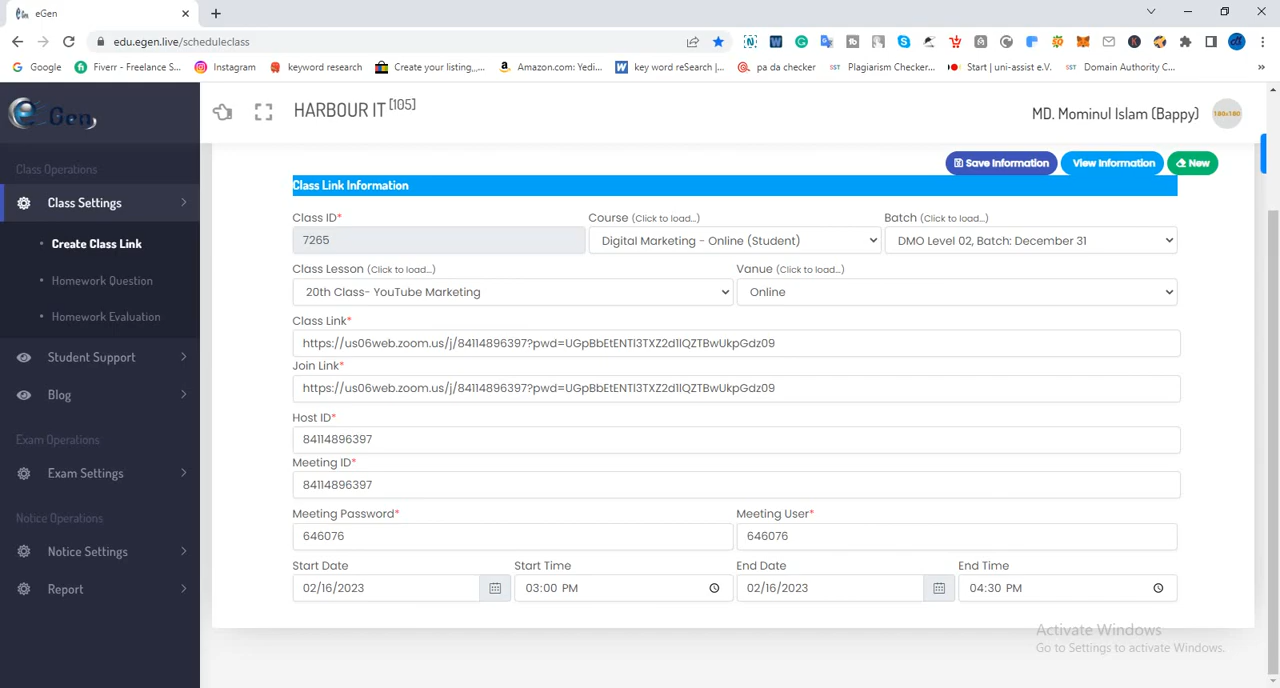 eGen
edu.egen.live/scheduleclass
Google
Fiverr - Freelance S...
Instagram
keyword research
Create your listing,,...
Amazon.com: Yedi...
key word reSearch |...
pa da checker
Plagiarism Checker...
Start | uni-assist e.V.
Domain Authority C...
»
eGen
HARBOUR IT [105]
MD. Mominul Islam (Bappy)
180x180
Class Operations
Class Settings
Create Class Link
Homework Question
Homework Evaluation
Student Support
Blog
Exam Operations
Exam Settings
Notice Operations
Notice Settings
Report
Save Information
View Information
New
Class Link Information
Class ID*
Course (Click to load...)
Batch (Click to load...)
7265
Digital Marketing - Online (Student)
DMO Level 02, Batch: December 31
Class Lesson (Click to load...)
Vanue (Click to load...)
20th Class- YouTube Marketing
Online
Class Link*
https://us06web.zoom.us/j/84114896397?pwd=UGpBbEtENTl3TXZ2d1lQZTBwUkpGdz09
Join Link*
https://us06web.zoom.us/j/84114896397?pwd=UGpBbEtENTl3TXZ2d1lQZTBwUkpGdz09
Host ID*
84114896397
Meeting ID*
84114896397
Meeting Password*
Meeting User*
646076
646076
Start Date
Start Time
End Date
End Time
02/16/2023
03:00 PM
02/16/2023
04:30 PM
Activate Windows
Go to Settings to activate Windows.